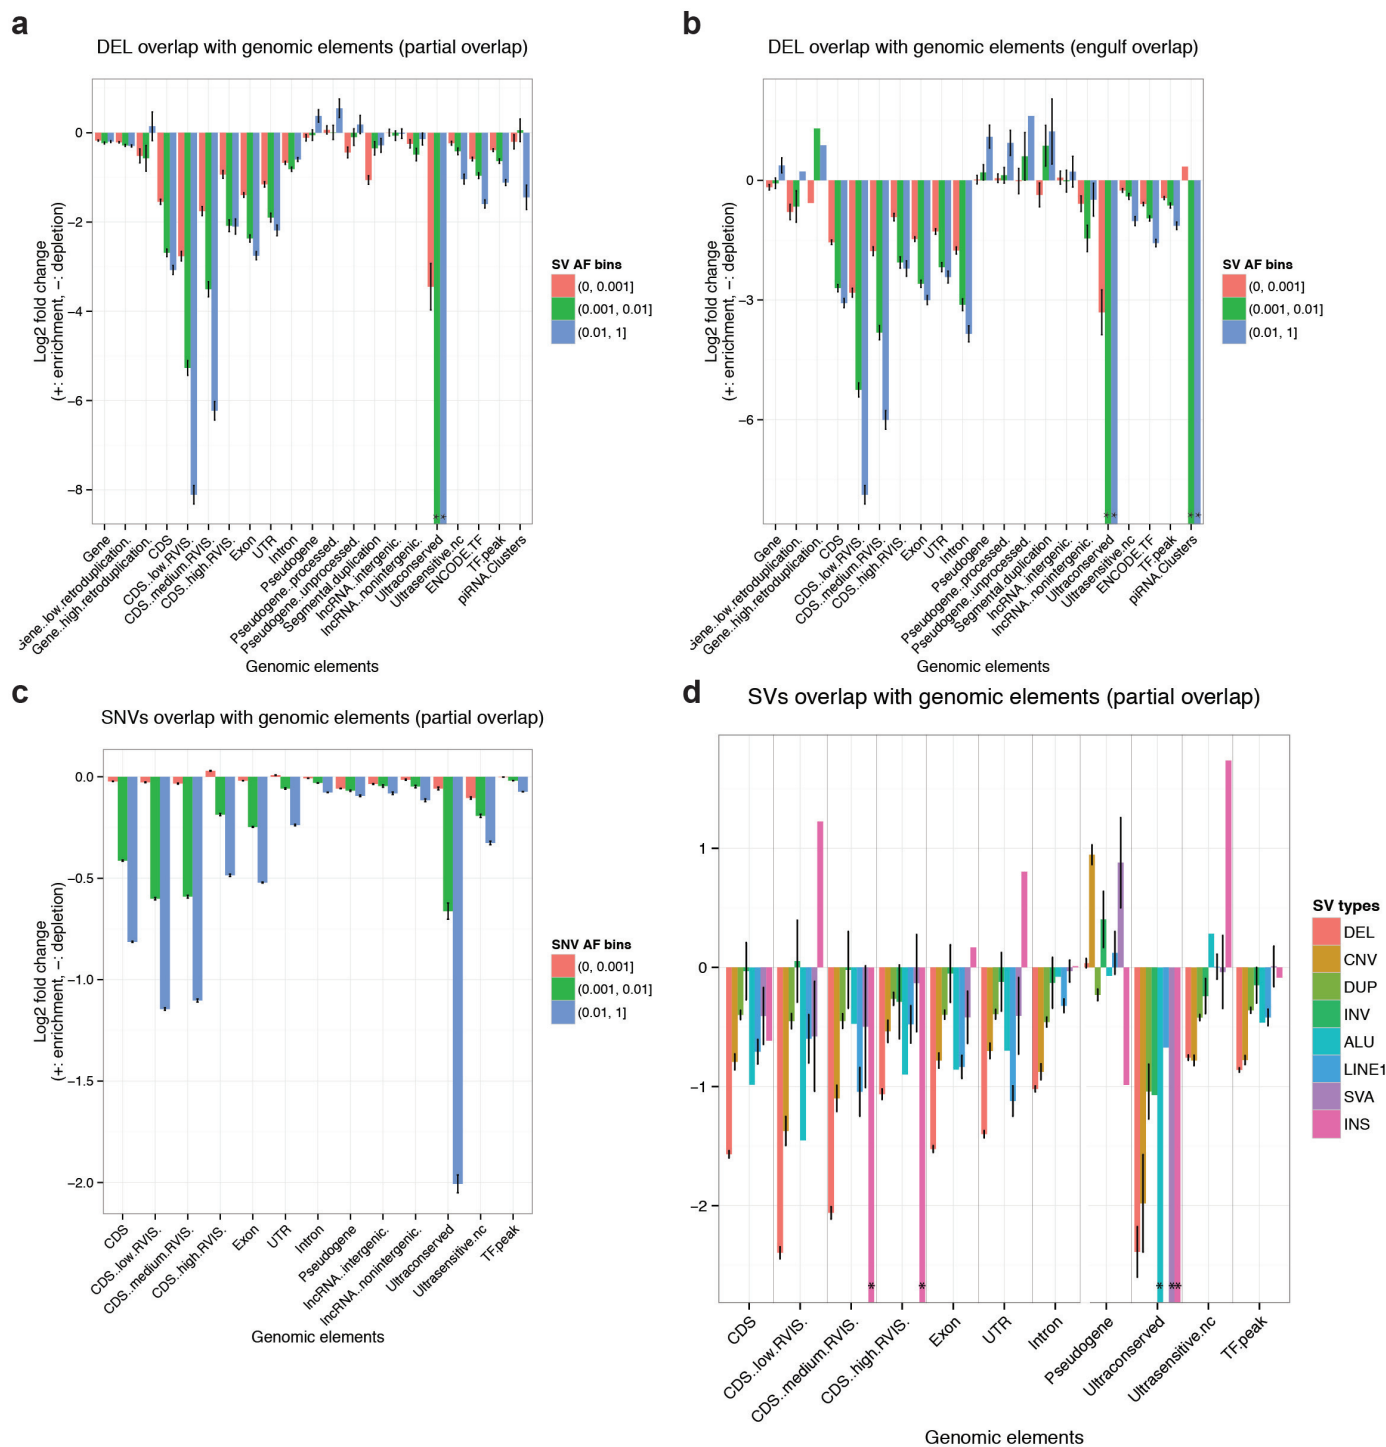 a
DEL overlap with genomic elements (partial overlap)
Log2 fold change
(+: enrichment, −: depletion)
0
−2
−4
−6
−8
* *
Gene
Gene..low.retroduplication.
Gene..high.retroduplication.
CDS
CDS..low.RVIS.
CDS..medium.RVIS.
CDS..high.RVIS.
Exon
UTR
Intron
Pseudogene
Pseudogene..processed.
Pseudogene..unprocessed.
Segmental.duplication
lncRNA..intergenic.
lncRNA..nonintergenic.
Ultraconserved
Ultrasensitive.nc
ENCODE.TF
TF.peak
piRNA.Clusters
Genomic elements
SV AF bins
(0, 0.001]
(0.001, 0.01]
(0.01, 1]
b
DEL overlap with genomic elements (engulf overlap)
Log2 fold change
(+: enrichment, −: depletion)
0
−3
−6
* *
* *
Gene
Gene..low.retroduplication.
Gene..high.retroduplication.
CDS
CDS..low.RVIS.
CDS..medium.RVIS.
CDS..high.RVIS.
Exon
UTR
Intron
Pseudogene
Pseudogene..processed.
Pseudogene..unprocessed.
Segmental.duplication
lncRNA..intergenic.
lncRNA..nonintergenic.
Ultraconserved
Ultrasensitive.nc
ENCODE.TF
TF.peak
piRNA.Clusters
Genomic elements
SV AF bins
(0, 0.001]
(0.001, 0.01]
(0.01, 1]
c
SNVs overlap with genomic elements (partial overlap)
Log2 fold change
(+: enrichment, −: depletion)
0.0
−0.5
−1.0
−1.5
−2.0
CDS
CDS..low.RVIS.
CDS..medium.RVIS.
CDS..high.RVIS.
Exon
UTR
Intron
Pseudogene
lncRNA..intergenic.
lncRNA..nonintergenic.
Ultraconserved
Ultrasensitive.nc
TF.peak
Genomic elements
SNV AF bins
(0, 0.001]
(0.001, 0.01]
(0.01, 1]
d
SVs overlap with genomic elements (partial overlap)
1
0
−1
−2
*
*
*
**
CDS
CDS..low.RVIS.
CDS..medium.RVIS.
CDS..high.RVIS.
Exon
UTR
Intron
Pseudogene
Ultraconserved
Ultrasensitive.nc
TF.peak
Genomic elements
SV types
DEL
CNV
DUP
INV
ALU
LINE1
SVA
INS